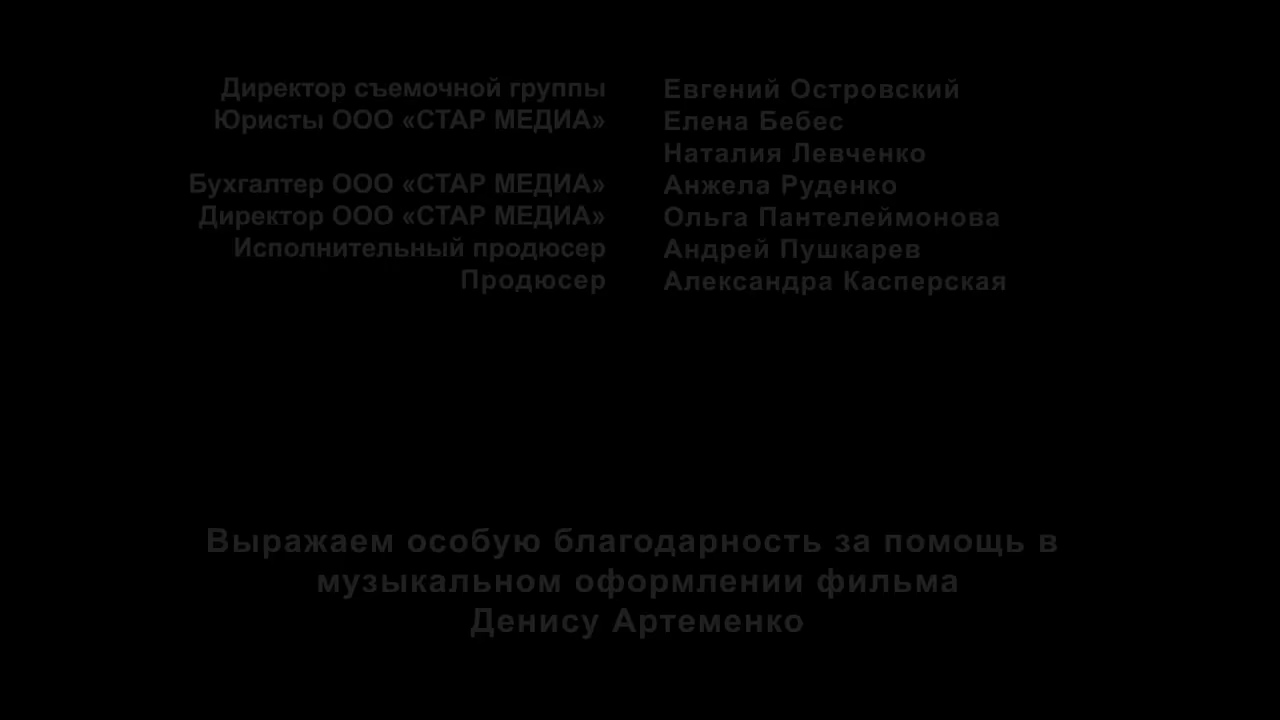 Директор съемочной группы Евгений Островский
Юристы ООО «СТАР МЕДИА» Елена Бебес
Наталия Левченко
Бухгалтер ООО «СТАР МЕДИА» Анжела Руденко
Директор ООО «СТАР МЕДИА» Ольга Пантелеймонова
Исполнительный продюсер Андрей Пушкарев
Продюсер Александра Касперская
Выражаем особую благодарность за помощь в
музыкальном оформлении фильма
Денису Артеменко